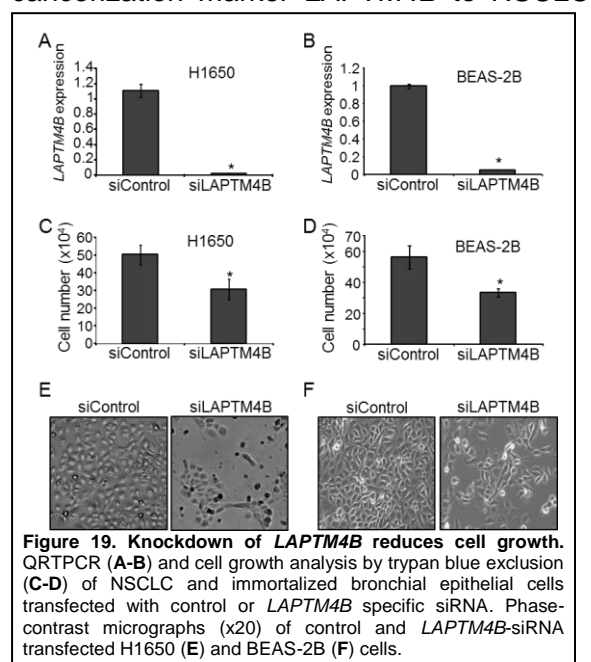 cancerization marker LAPTM4B to NSCLC
A
H1650
LAPTM4B expression
1.4
1.2
1
0.8
0.6
0.4
0.2
0
*
siControl siLAPTM4B
B
BEAS-2B
LAPTM4B expression
1.2
1
0.8
0.6
0.4
0.2
0
*
siControl siLAPTM4B
C
H1650
Cell number (x10⁴)
60
50
40
30
20
10
0
*
siControl siLAPTM4B
D
BEAS-2B
Cell number (x10⁴)
70
60
40
20
0
*
siControl siLAPTM4B
E
siControl siLAPTM4B
F
siControl siLAPTM4B
Figure 19. Knockdown of LAPTM4B reduces cell growth.
QRTPCR (A-B) and cell growth analysis by trypan blue exclusion
(C-D) of NSCLC and immortalized bronchial epithelial cells
transfected with control or LAPTM4B specific siRNA. Phase-
contrast micrographs (x20) of control and LAPTM4B-siRNA
transfected H1650 (E) and BEAS-2B (F) cells.